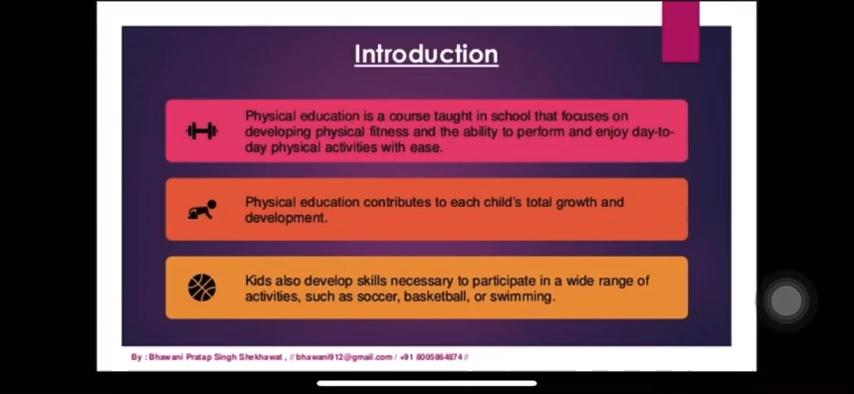 Introduction
Physical education is a course taught in school that focuses on
developing physical fitness and the ability to perform and enjoy day-to-
day physical activities with ease.
Physical education contributes to each child's total growth and
development.
Kids also develop skills necessary to participate in a wide range of
activities, such as soccer, basketball, or swimming.
By : Bhawani Pratap Singh Shekhawat , // bhawani912@gmail.com / +91 8005864874 //